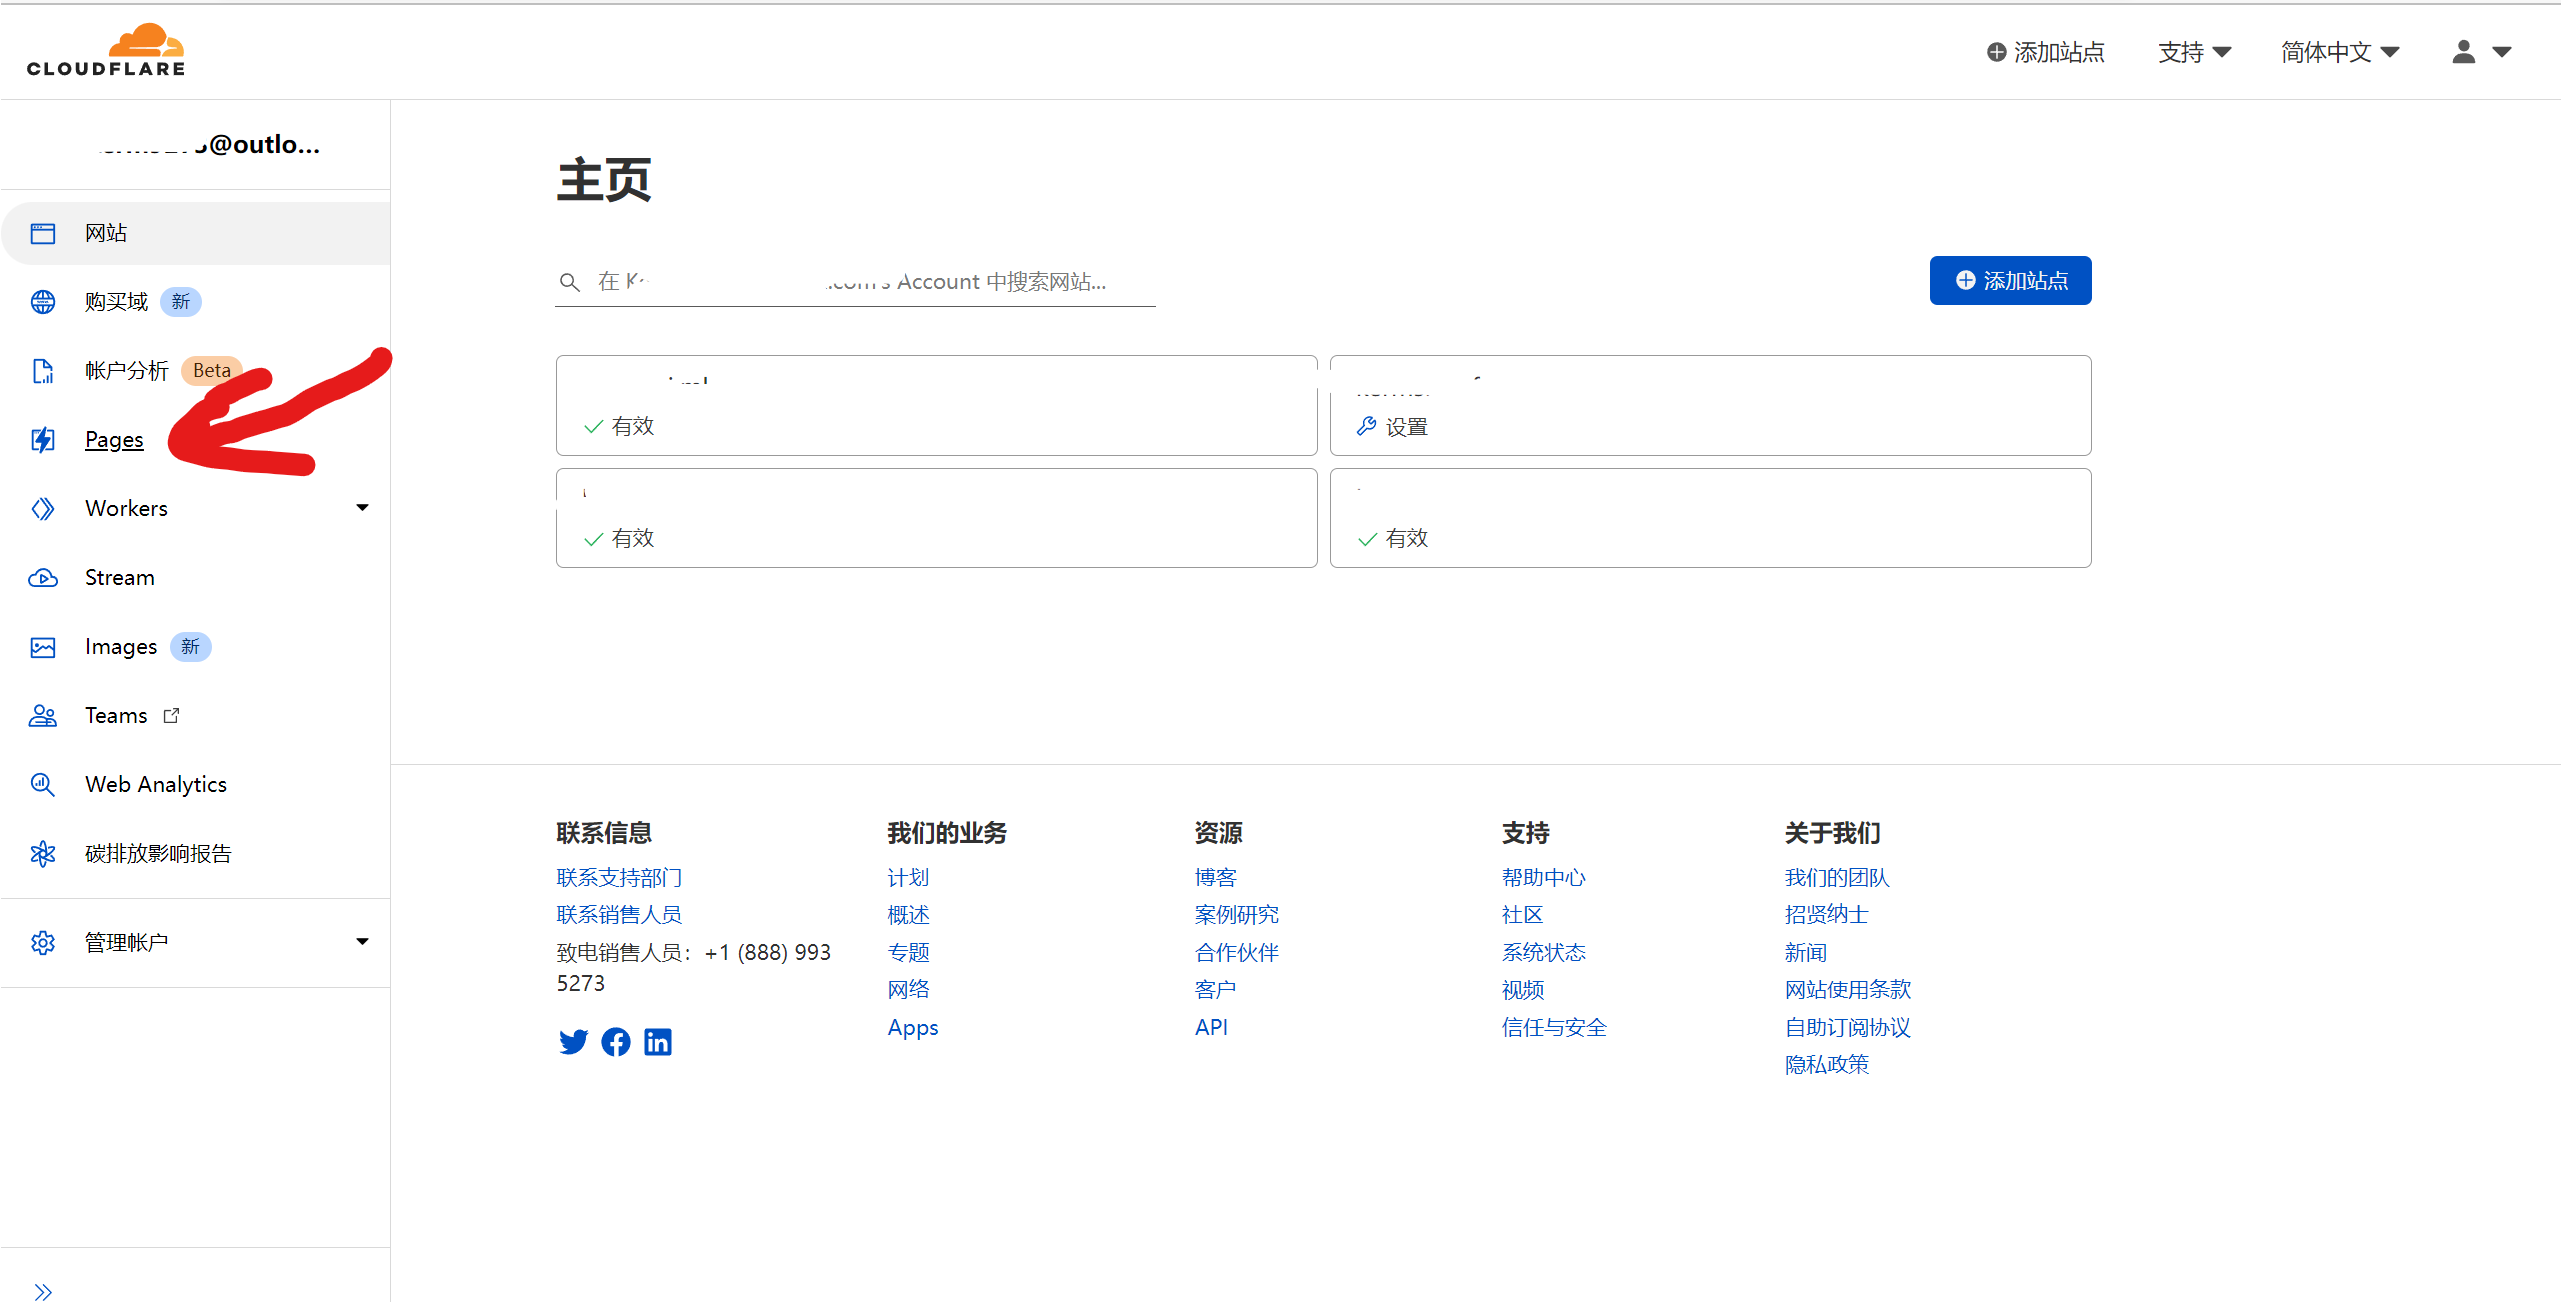 CLOUDFLARE
添加站点
支持
简体中文
@outlo...
网站
购买域 新
帐户分析 Beta
Pages
Workers
Stream
Images 新
Teams
Web Analytics
碳排放影响报告
管理帐户
主页
在 .com's Account 中搜索网站...
添加站点
有效
设置
有效
有效
联系信息
联系支持部门
联系销售人员
致电销售人员：+1 (888) 993
5273
我们的业务
计划
概述
专题
网络
Apps
资源
博客
案例研究
合作伙伴
客户
API
支持
帮助中心
社区
系统状态
视频
信任与安全
关于我们
我们的团队
招贤纳士
新闻
网站使用条款
自助订阅协议
隐私政策